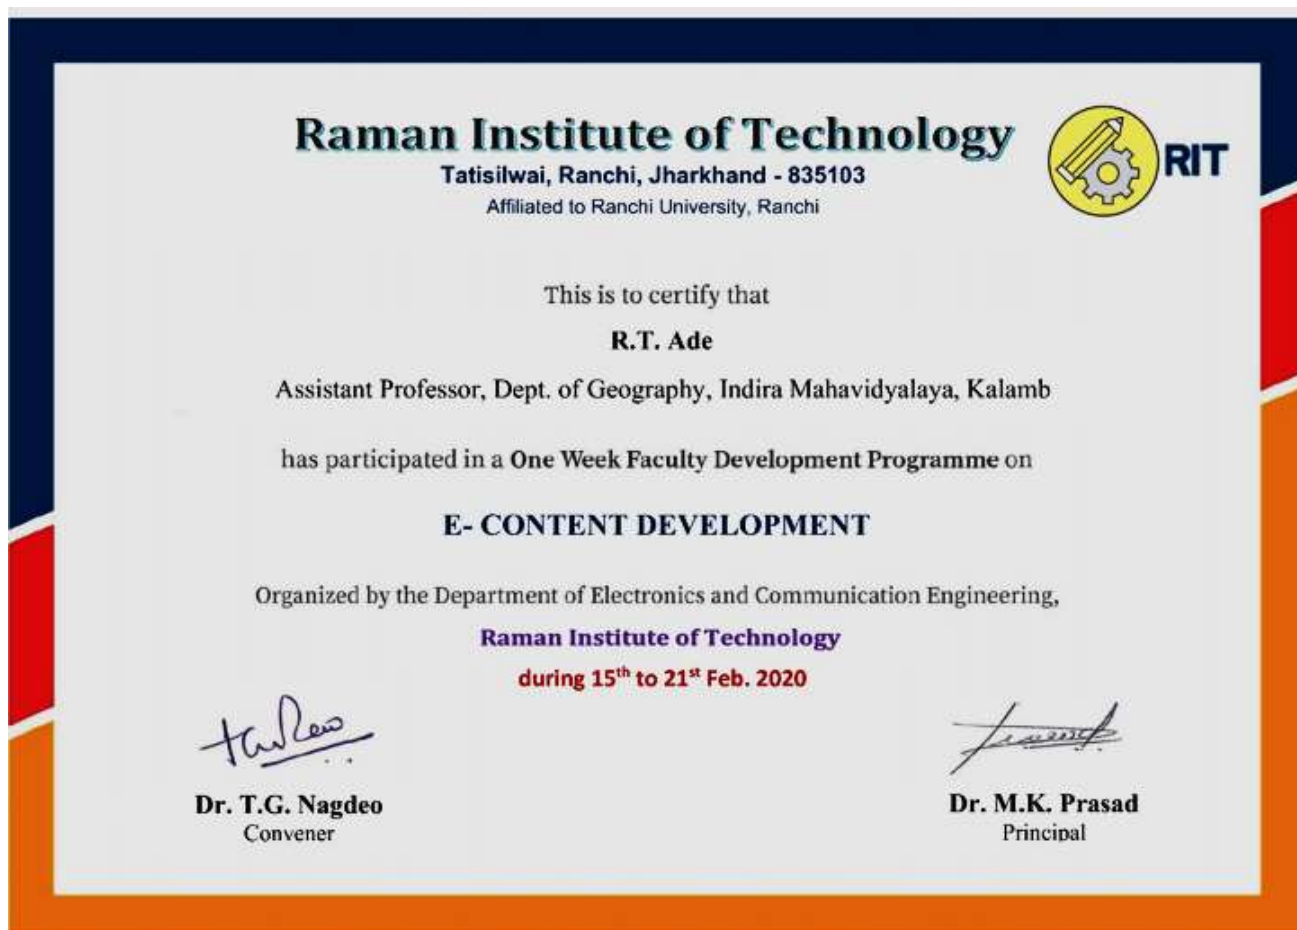 Raman Institute of Technology
Tatisilwai, Ranchi, Jharkhand - 835103
Affiliated to Ranchi University, Ranchi
RIT
This is to certify that
R.T. Ade
Assistant Professor, Dept. of Geography, Indira Mahavidyalaya, Kalamb
has participated in a One Week Faculty Development Programme on
E- CONTENT DEVELOPMENT
Organized by the Department of Electronics and Communication Engineering,
Raman Institute of Technology
during 15th to 21st Feb. 2020
Dr. T.G. Nagdeo
Convener
Dr. M.K. Prasad
Principal